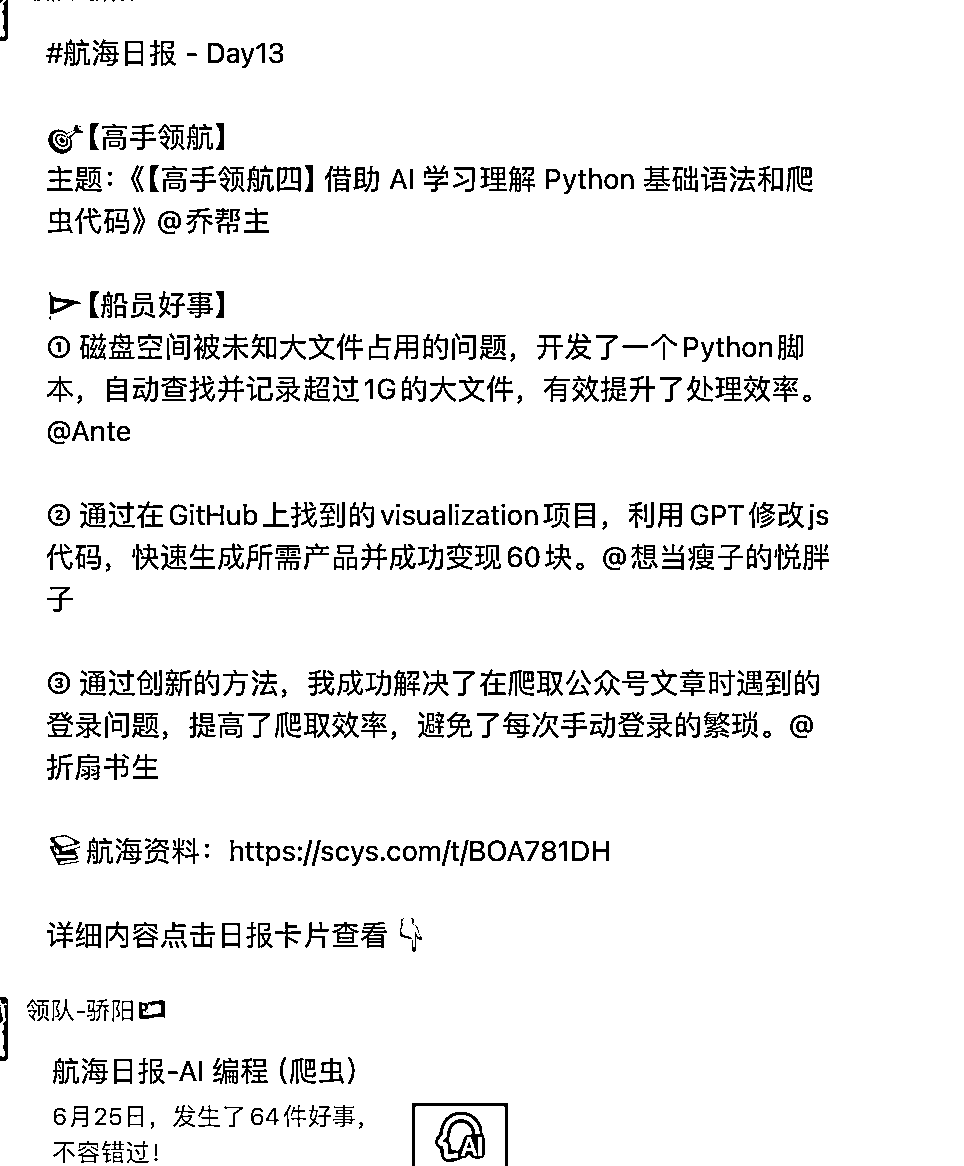 #航海日报 - Day13
【高手领航】
主题：《【高手领航四】借助 AI 学习理解 Python 基础语法和爬
虫代码》@乔帮主
【船员好事】
① 磁盘空间被未知大文件占用的问题，开发了一个Python脚
本，自动查找并记录超过1G的大文件，有效提升了处理效率。
@Ante
② 通过在GitHub上找到的visualization项目，利用GPT修改js
代码，快速生成所需产品并成功变现60块。@想当瘦子的悦胖
子
③ 通过创新的方法，我成功解决了在爬取公众号文章时遇到的
登录问题，提高了爬取效率，避免了每次手动登录的繁琐。@
折扇书生
航海资料：https://scys.com/t/BOA781DH
详细内容点击日报卡片查看
领队-骄阳
航海日报-AI 编程（爬虫）
6月25日，发生了64件好事，
不容错过！
AI